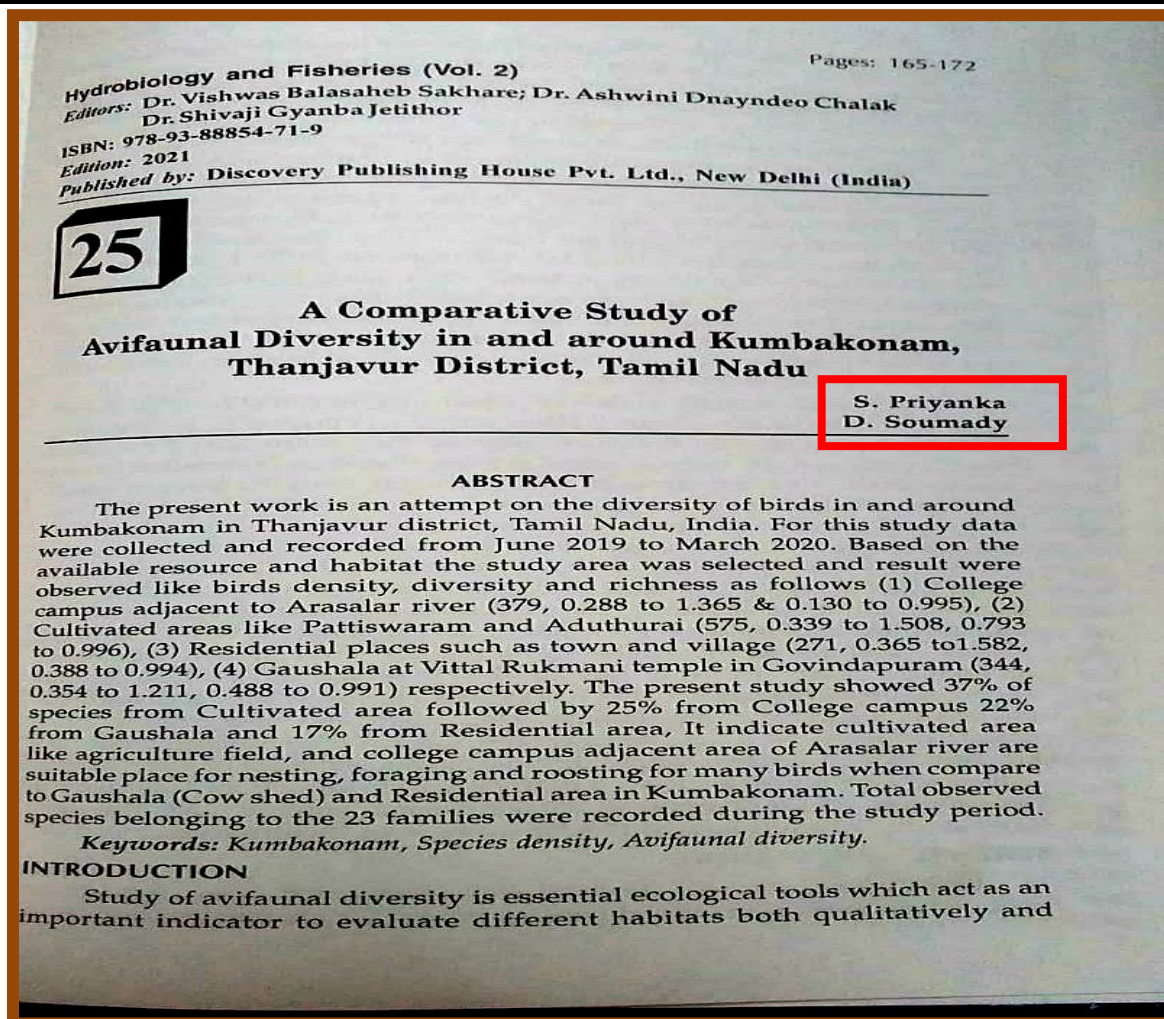 Hydrobiology and Fisheries (Vol. 2)
Pages: 165-172
Editors: Dr. Vishwas Balasaheb Sakhare; Dr. Ashwini Dnayndeo Chalak
Dr. Shivaji Gyanba Jetithor
ISBN: 978-93-88854-71-9
Edition: 2021
Published by: Discovery Publishing House Pvt. Ltd., New Delhi (India)
25
A Comparative Study of
Avifaunal Diversity in and around Kumbakonam,
Thanjavur District, Tamil Nadu
S. Priyanka
D. Soumady
ABSTRACT
The present work is an attempt on the diversity of birds in and around
Kumbakonam in Thanjavur district, Tamil Nadu, India. For this study data
were collected and recorded from June 2019 to March 2020. Based on the
available resource and habitat the study area was selected and result were
observed like birds density, diversity and richness as follows (1) College
campus adjacent to Arasalar river (379, 0.288 to 1.365 & 0.130 to 0.995), (2)
Cultivated areas like Pattiswaram and Aduthurai (575, 0.339 to 1.508, 0.793
to 0.996), (3) Residential places such as town and village (271, 0.365 to1.582,
0.388 to 0.994), (4) Gaushala at Vittal Rukmani temple in Govindapuram (344,
0.354 to 1.211, 0.488 to 0.991) respectively. The present study showed 37% of
species from Cultivated area followed by 25% from College campus 22%
from Gaushala and 17% from Residential area, It indicate cultivated area
like agriculture field, and college campus adjacent area of Arasalar river are
suitable place for nesting, foraging and roosting for many birds when compare
to Gaushala (Cow shed) and Residential area in Kumbakonam. Total observed
species belonging to the 23 families were recorded during the study period.
Keywords: Kumbakonam, Species density, Avifaunal diversity.
INTRODUCTION
Study of avifaunal diversity is essential ecological tools which act as an
important indicator to evaluate different habitats both qualitatively and